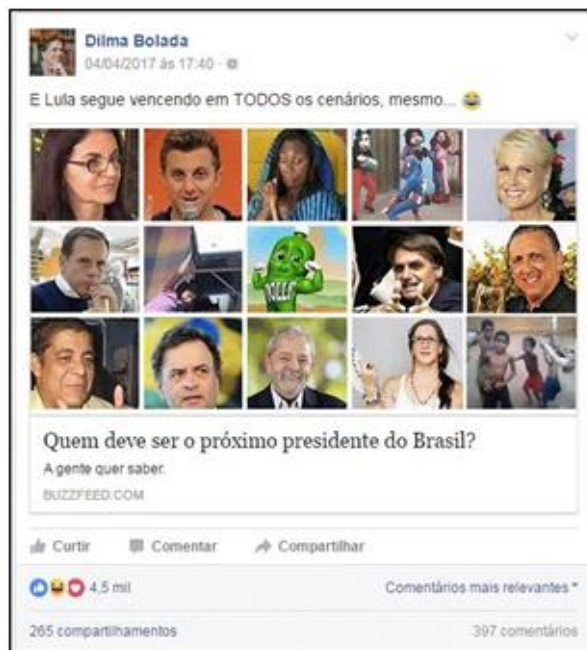 Dilma Bolada
04/04/2017 às 17:40 ·
E Lula segue vencendo em TODOS os cenários, mesmo...
DOLLY
Quem deve ser o próximo presidente do Brasil?
A gente quer saber.
BUZZFEED.COM
Curtir Comentar Compartilhar
4,5 mil Comentários mais relevantes
265 compartilhamentos 397 comentários